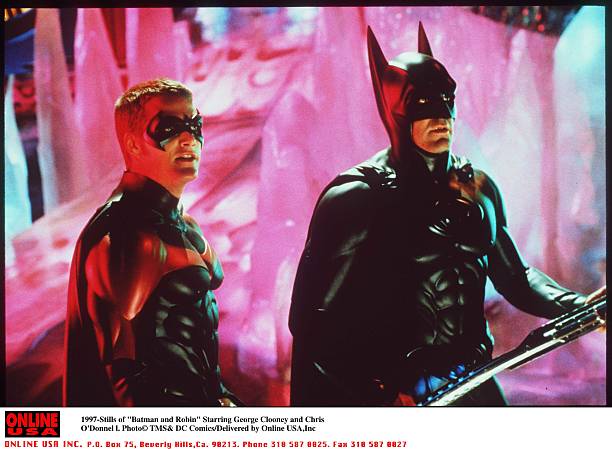 1997-Stills of "Batman and Robin" Starring George Clooney and Chris
O'Donnel l. Photo© TMS& DC Comics/Delivered by Online USA,Inc
ONLINE
USA
ONLINE USA INC. P.O. Box 75, Beverly Hills,Ca. 90213. Phone 310 587 0025. Fax 310 587 0027